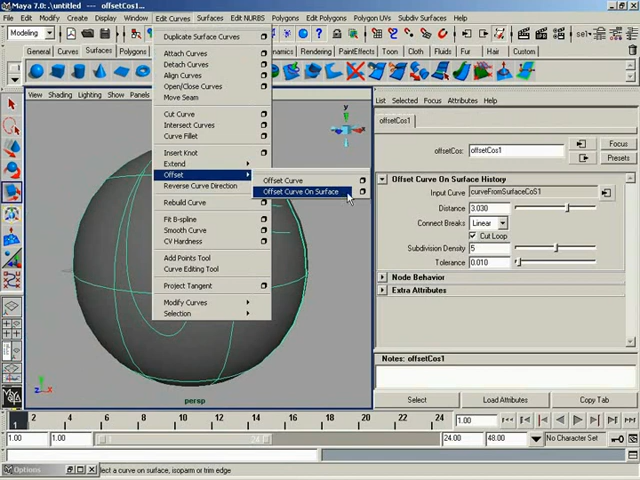 Maya 7.0: .\untitled --- offsetCos1
File Edit Modify Create Display Edit Curves Surfaces Edit NURBS Polygons Edit Polygons Polygon UVs Subdiv Surfaces Help
Modeling
General Curves Surfaces Polygons PaintEffects Toon Cloth Fluids Fur Hair Custom
View Shading Lighting Show Panels
Duplicate Surface Curves
Attach Curves
Detach Curves
Align Curves
Open/Close Curves
Move Seam
Cut Curve
Intersect Curves
Curve Fillet
Insert Knot
Extend
Offset
Reverse Curve Direction
Rebuild Curve
Fit B-spline
Smooth Curve
CV Hardness
Add Points Tool
Curve Editing Tool
Project Tangent
Modify Curves
Selection
Offset Curve
Offset Curve On Surface
y
x
y
z x
persp
List Selected Focus Attributes Help
offsetCos1
offsetCos: offsetCos1
Focus
Presets
Offset Curve On Surface History
Input Curve curveFromSurfaceCoS1
Distance 3.030
Connect Breaks Linear
Cut Loop
Subdivision Density 5
Tolerance 0.010
Node Behavior
Extra Attributes
Notes: offsetCos1
Select Load Attributes Copy Tab
2 4 6 8 10 12 14 16 18 20 22 24
1.00
1.00 1.00 1 24 24.00 48.00 No Character Set
Options
lect a curve on surface, isoparm or trim edge